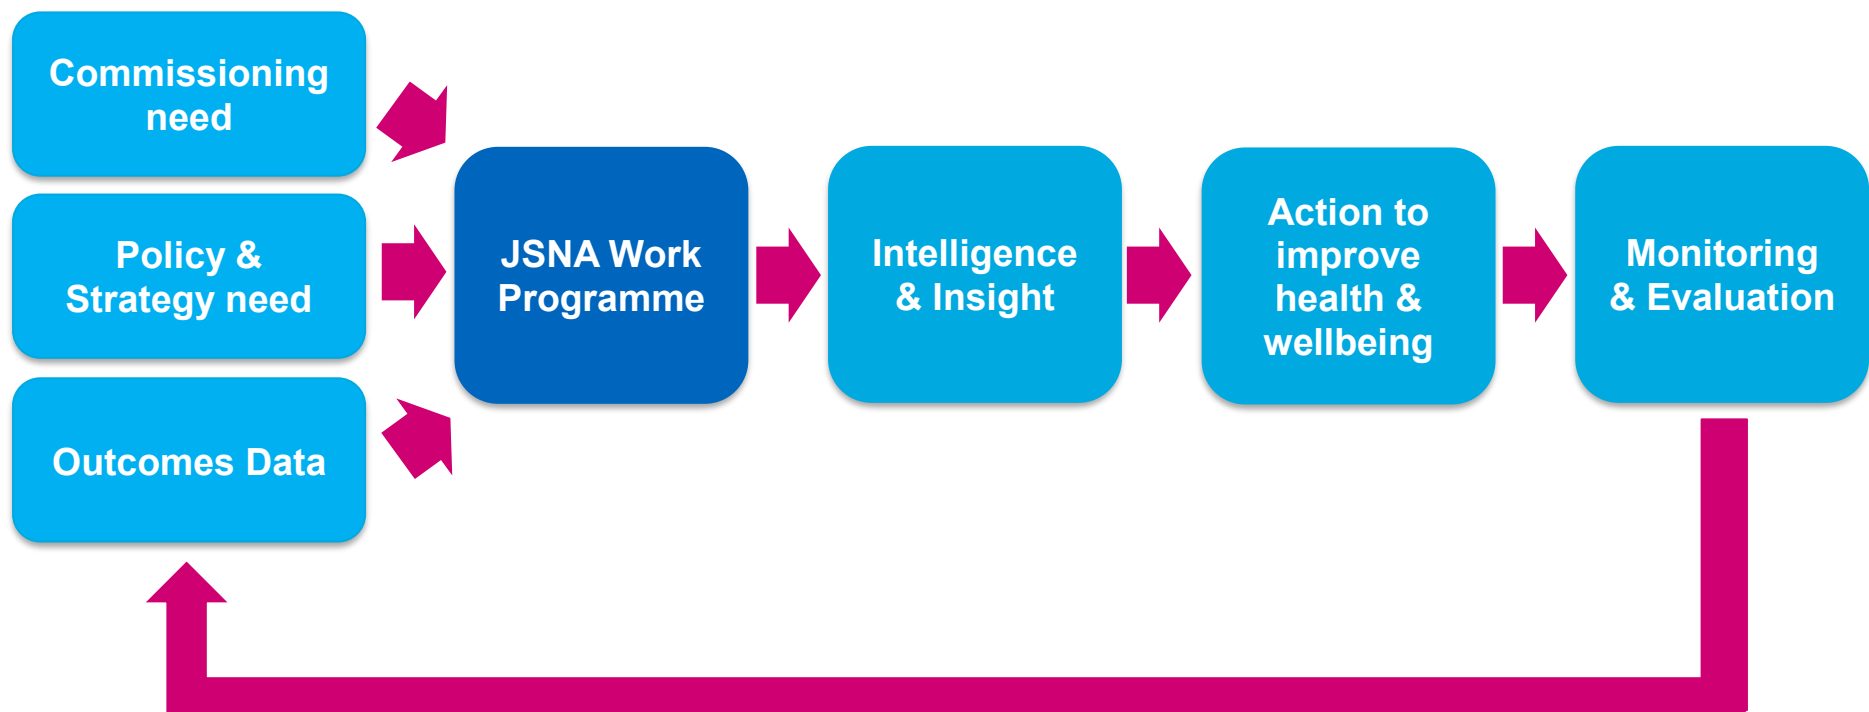 Commissioning
need
Policy &
Strategy need
Outcomes Data
JSNA Work
Programme
Intelligence
& Insight
Action to
improve
health &
wellbeing
Monitoring
& Evaluation